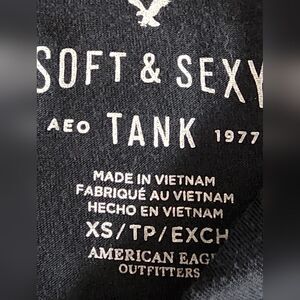 SOFT & SEXY
AEO TANK 1977
MADE IN VIETNAM
FABRIQUÉ AU VIETNAM
HECHO EN VIETNAM
XS/TP/EXCH
AMERICAN EAGLE
OUTFITTERS